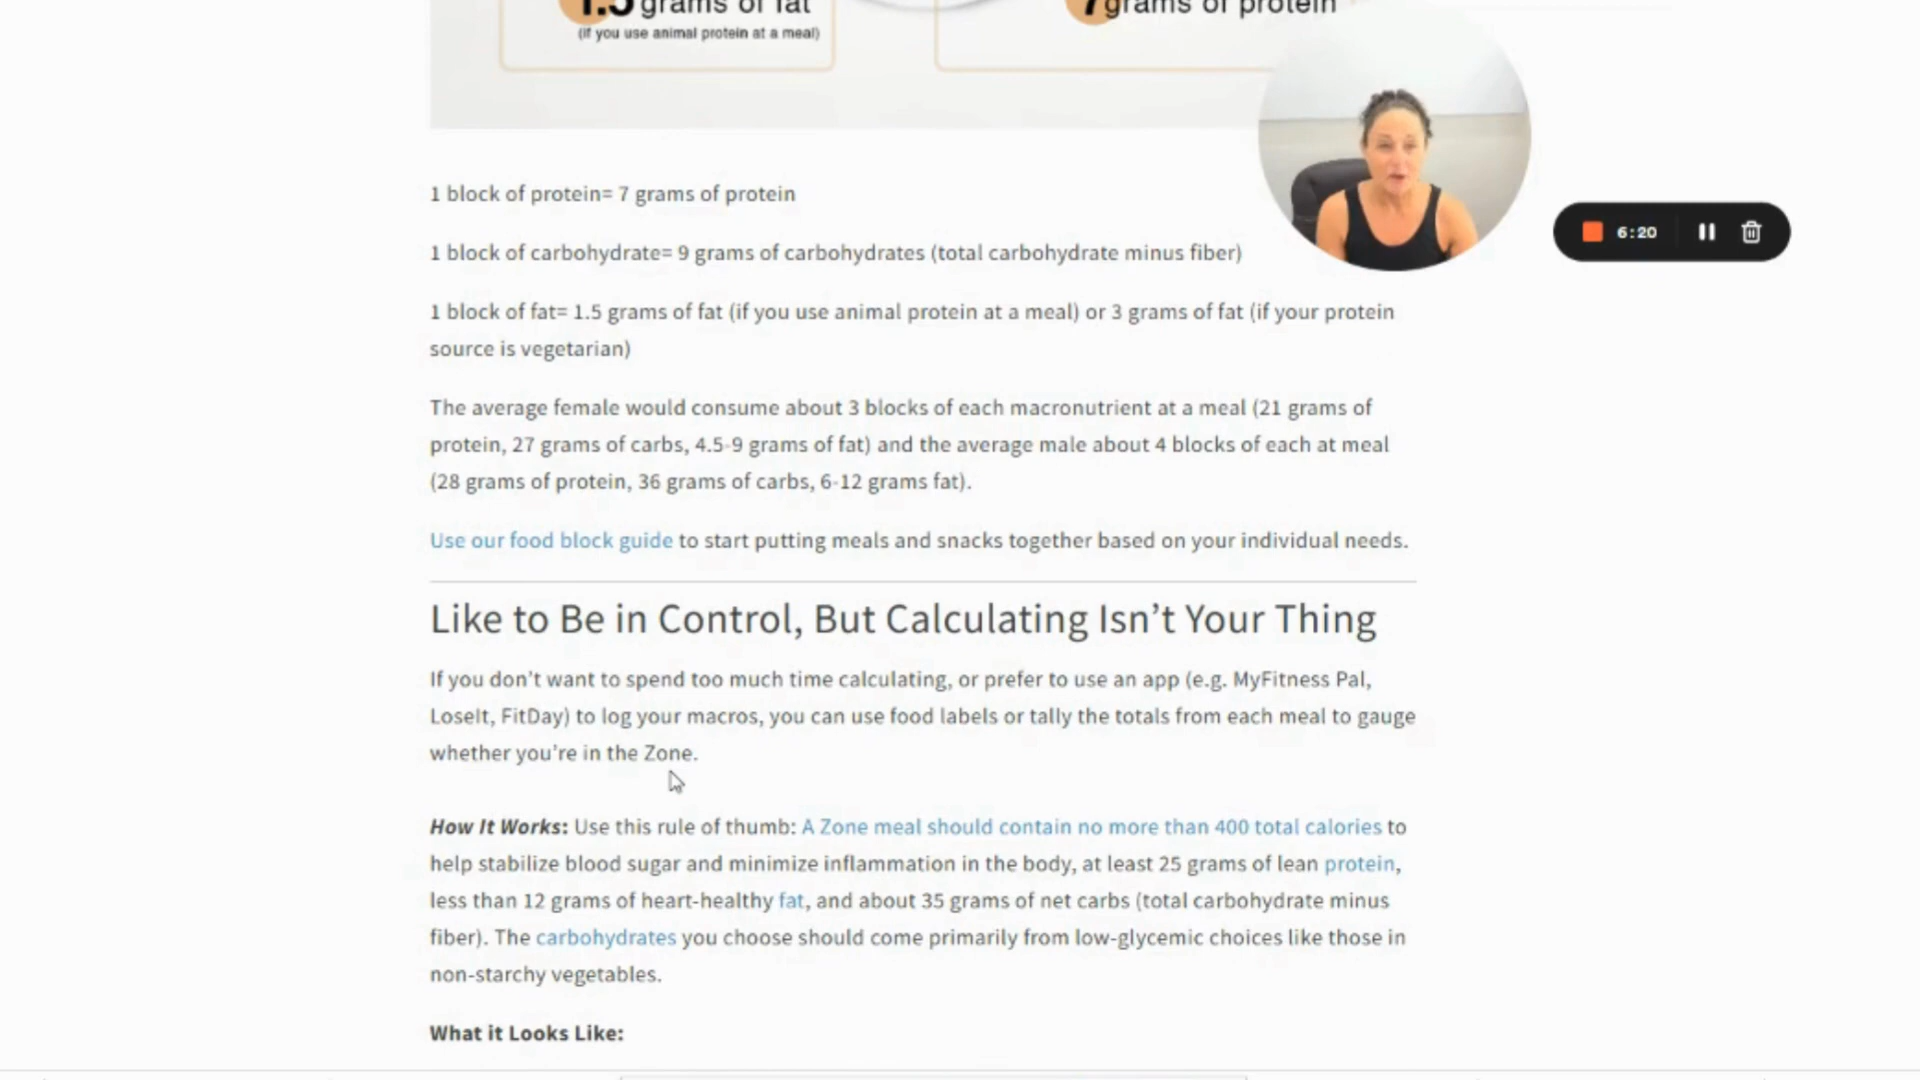 1.5 grams of fat
(if you use animal protein at a meal)
7 grams of protein
1 block of protein= 7 grams of protein
1 block of carbohydrate= 9 grams of carbohydrates (total carbohydrate minus fiber)
1 block of fat= 1.5 grams of fat (if you use animal protein at a meal) or 3 grams of fat (if your protein
source is vegetarian)
The average female would consume about 3 blocks of each macronutrient at a meal (21 grams of
protein, 27 grams of carbs, 4.5-9 grams of fat) and the average male about 4 blocks of each at meal
(28 grams of protein, 36 grams of carbs, 6-12 grams fat).
Use our food block guide to start putting meals and snacks together based on your individual needs.
Like to Be in Control, But Calculating Isn’t Your Thing
If you don’t want to spend too much time calculating, or prefer to use an app (e.g. MyFitness Pal,
LoseIt, FitDay) to log your macros, you can use food labels or tally the totals from each meal to gauge
whether you’re in the Zone.
How It Works: Use this rule of thumb: A Zone meal should contain no more than 400 total calories to
help stabilize blood sugar and minimize inflammation in the body, at least 25 grams of lean protein,
less than 12 grams of heart-healthy fat, and about 35 grams of net carbs (total carbohydrate minus
fiber). The carbohydrates you choose should come primarily from low-glycemic choices like those in
non-starchy vegetables.
What it Looks Like:
6:20